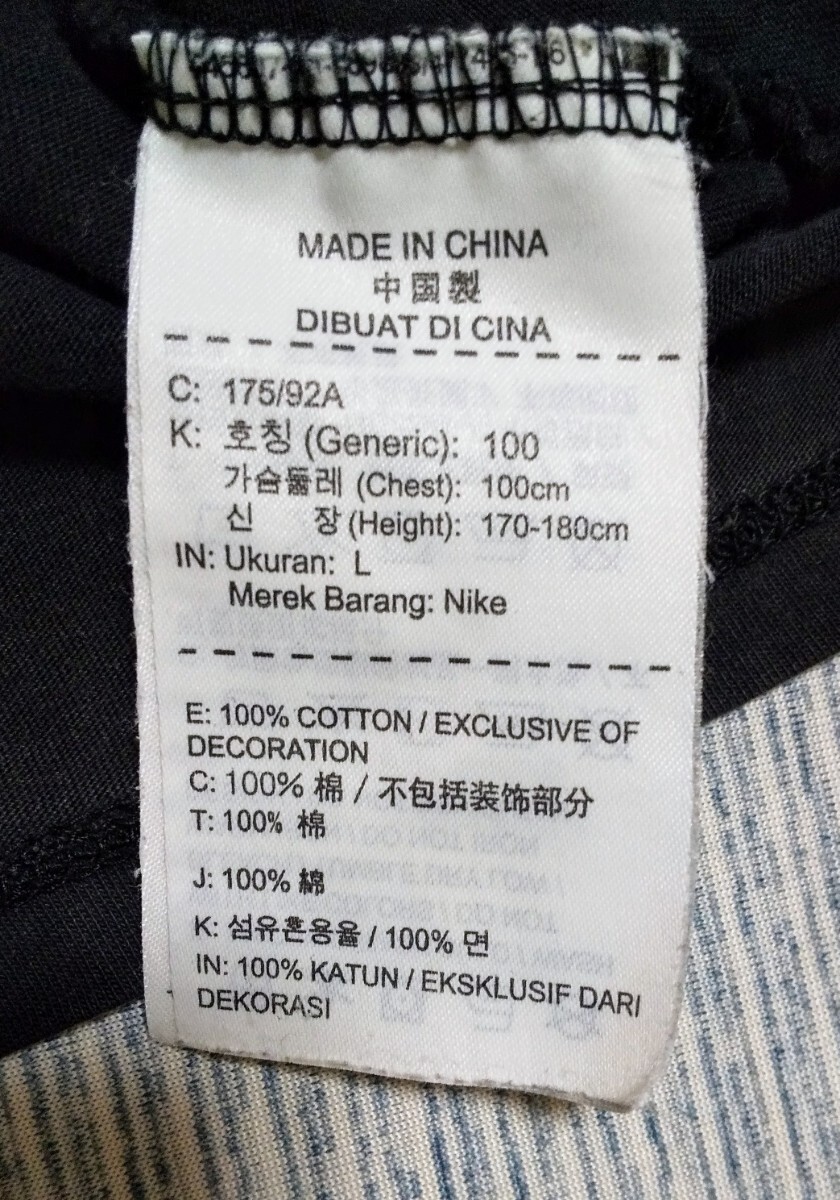 MADE IN CHINA
中国製
DIBUAT DI CINA
C: 175/92A
K: 호칭 (Generic): 100
가슴둘레 (Chest): 100cm
신 장 (Height): 170-180cm
IN: Ukuran: L
Merek Barang: Nike
E: 100% COTTON / EXCLUSIVE OF
DECORATION
C: 100% 棉 / 不包括装饰部分
T: 100% 棉
J: 100% 綿
K: 섬유혼용율 / 100% 면
IN: 100% KATUN / EKSKLUSIF DARI
DEKORASI